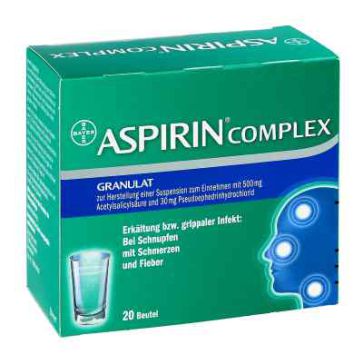 ASPIRIN® COMPLEX
BAYER
ASPIRIN® COMPLEX
GRANULAT
zur Herstellung einer Suspension zum Einnehmen mit 500 mg
Acetylsalicylsäure und 30 mg Pseudoephedrinhydrochlorid
Erkältung bzw. grippaler Infekt:
Bei Schnupfen
mit Schmerzen
und Fieber
20 Beutel